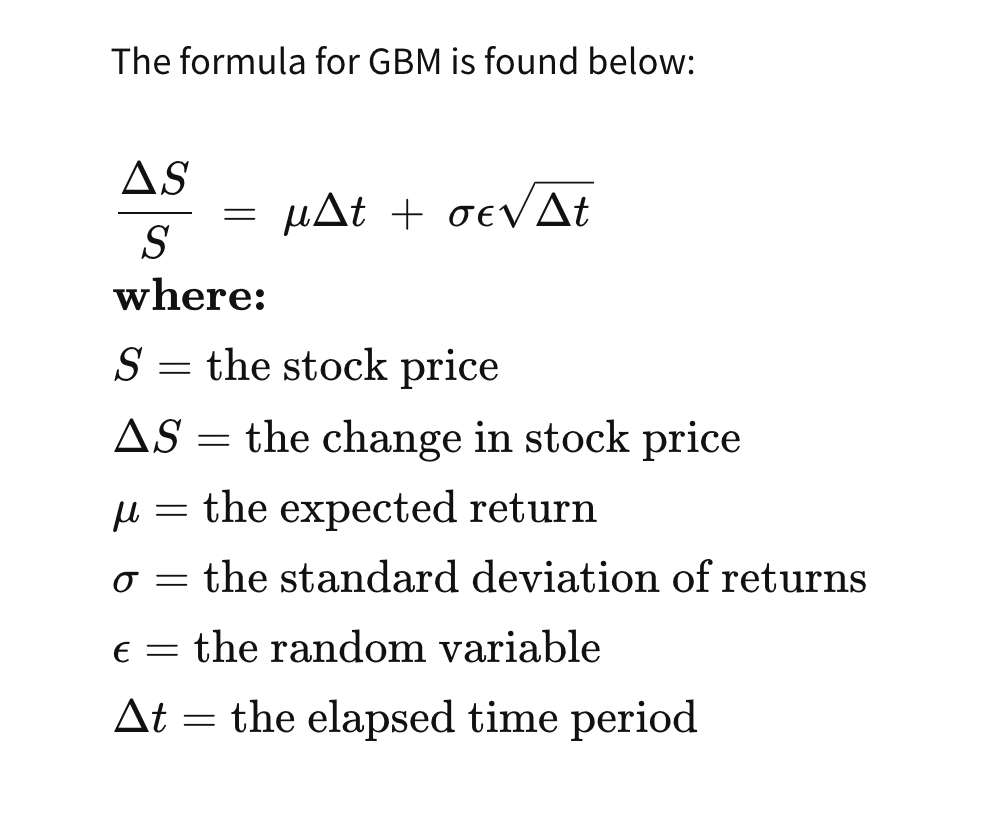 The formula for GBM is found below:
ΔS/S = μΔt + σϵ√Δt
where:
S = the stock price
ΔS = the change in stock price
μ = the expected return
σ = the standard deviation of returns
ϵ = the random variable
Δt = the elapsed time period